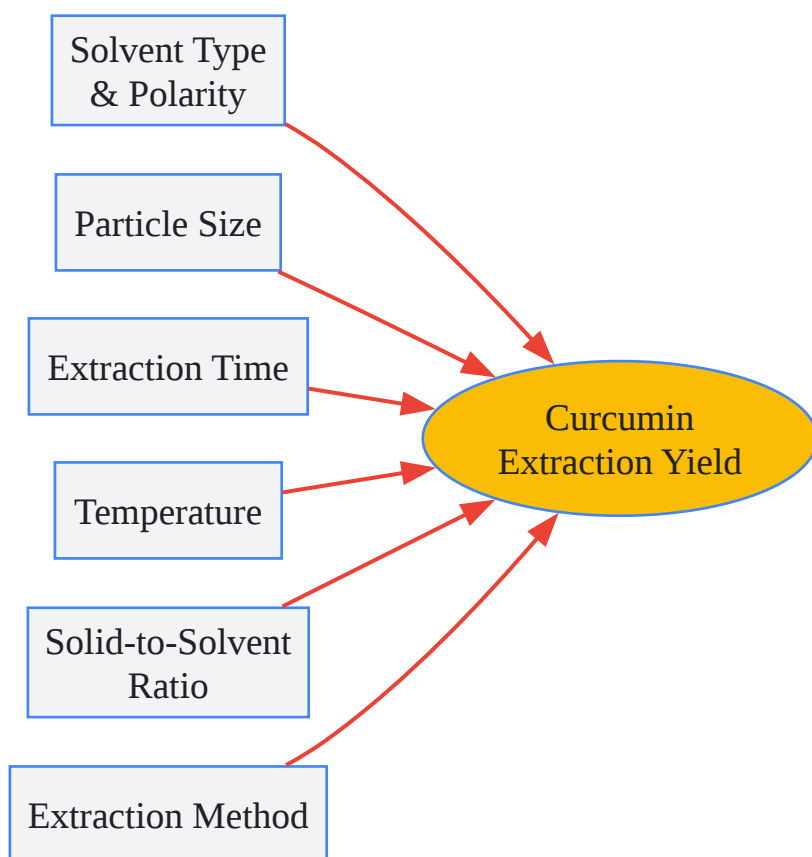 Solvent Type
& Polarity
Particle Size
Extraction Time
Curcumin
Extraction Yield
Temperature
Solid-to-Solvent
Ratio
Extraction Method